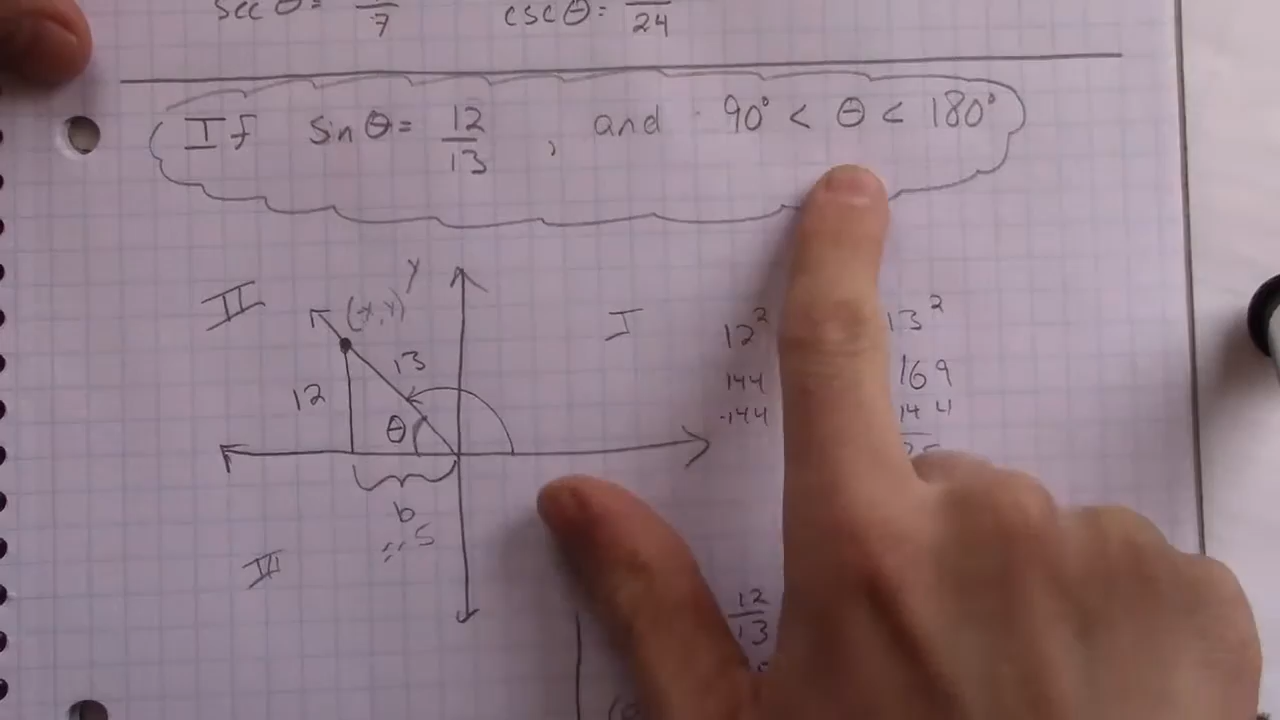 sec θ = 7
csc θ = 24
If sin θ = 12/13, and 90° < θ < 180°
II
(-x, y)
y
I
13
12
θ
b
5
12² 13²
144 169
-144 144
12/13